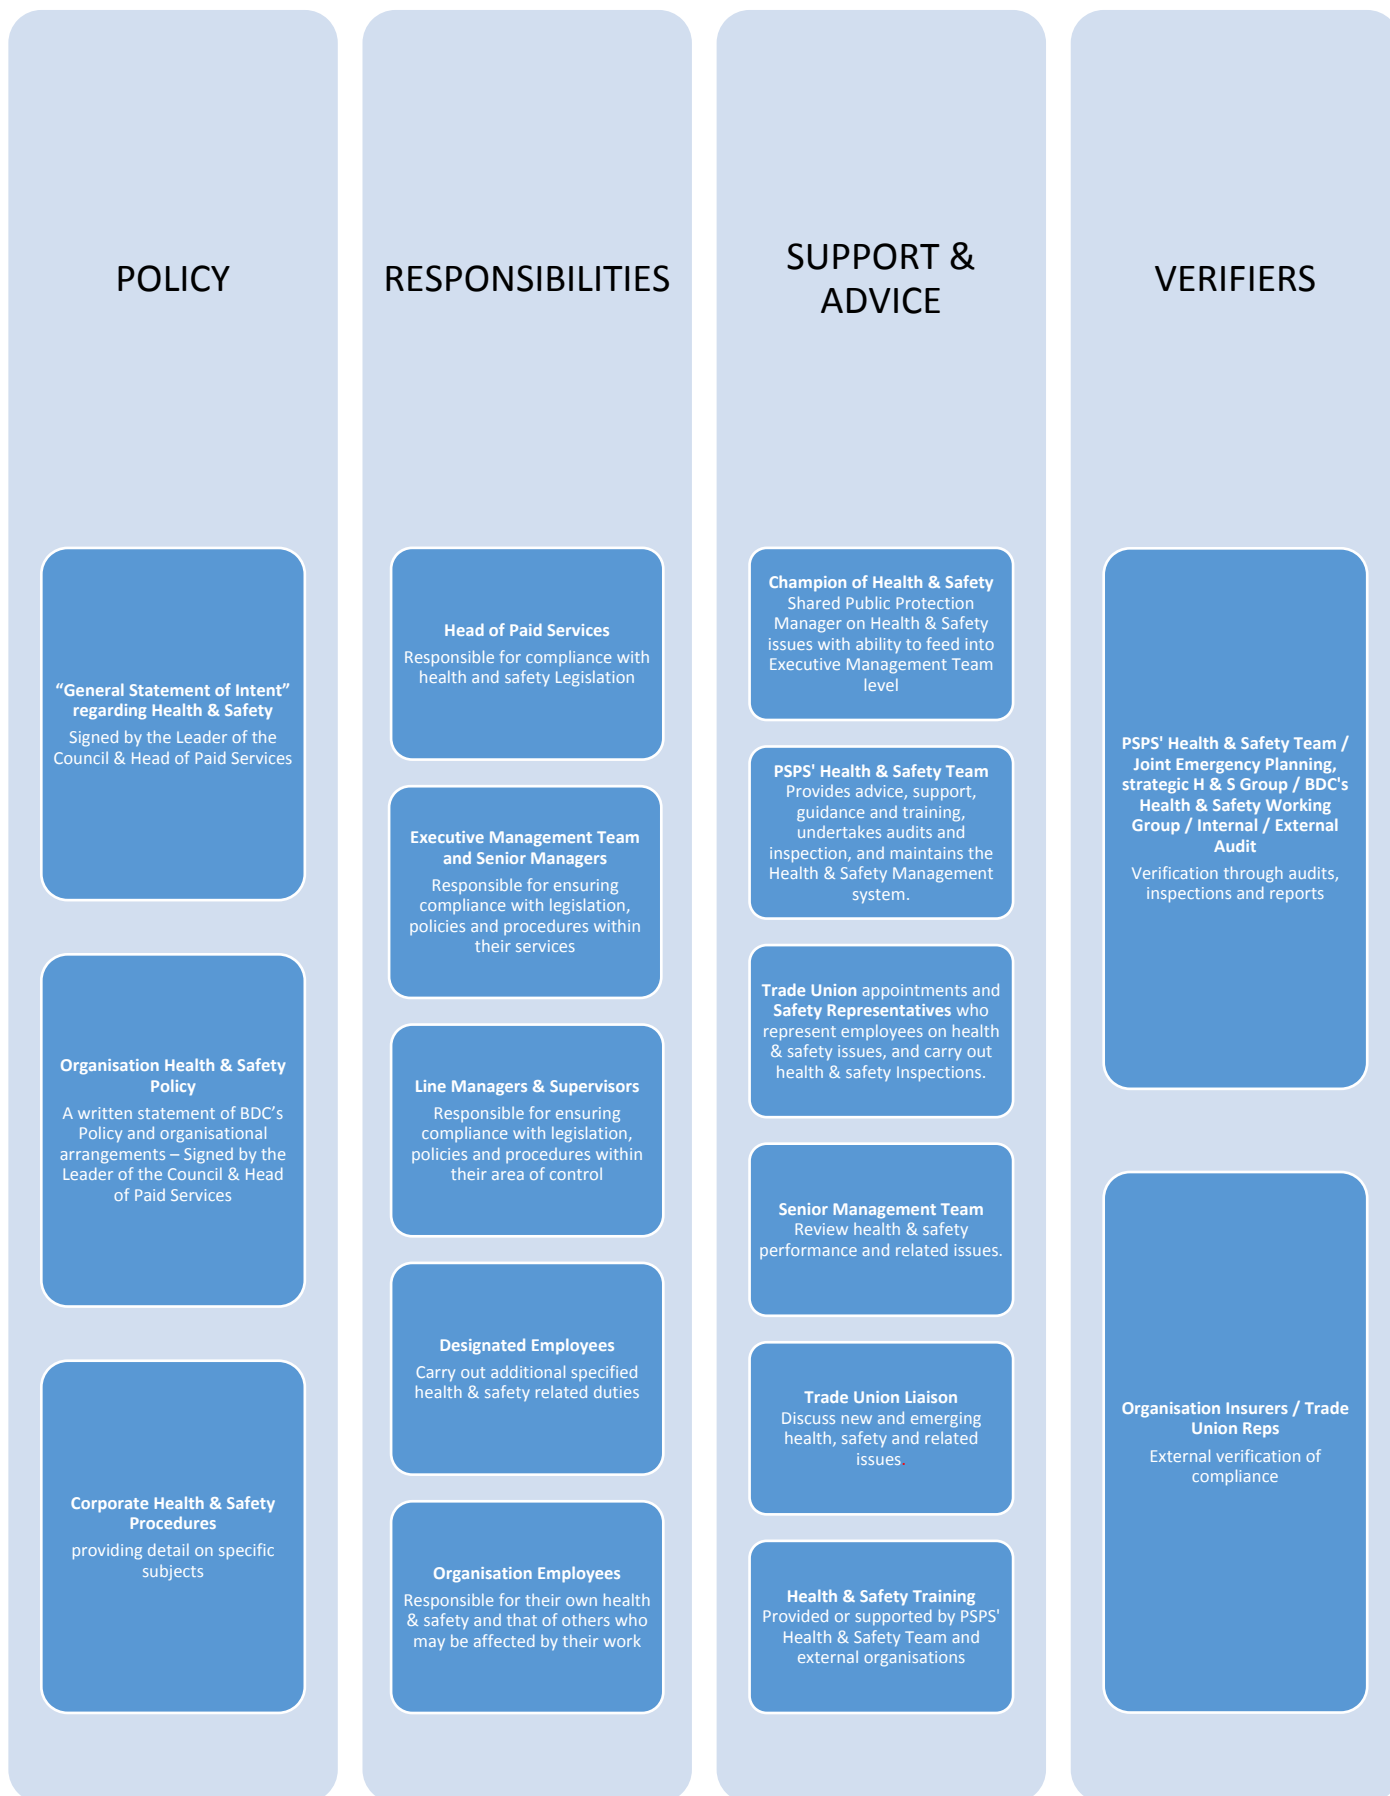 POLICY
“General Statement of Intent”
regarding Health & Safety
Signed by the Leader of the
Council & Head of Paid Services
Organisation Health & Safety
Policy
A written statement of BDC’s
Policy and organisational
arrangements – Signed by the
Leader of the Council & Head
of Paid Services
Corporate Health & Safety
Procedures
providing detail on specific
subjects
RESPONSIBILITIES
Head of Paid Services
Responsible for compliance with
health and safety Legislation
Executive Management Team
and Senior Managers
Responsible for ensuring
compliance with legislation,
policies and procedures within
their services
Line Managers & Supervisors
Responsible for ensuring
compliance with legislation,
policies and procedures within
their area of control
Designated Employees
Carry out additional specified
health & safety related duties
Organisation Employees
Responsible for their own health
& safety and that of others who
may be affected by their work
SUPPORT &
ADVICE
Champion of Health & Safety
Shared Public Protection
Manager on Health & Safety
issues with ability to feed into
Executive Management Team
level
PSPS' Health & Safety Team
Provides advice, support,
guidance and training,
undertakes audits and
inspection, and maintains the
Health & Safety Management
system.
Trade Union appointments and
Safety Representatives who
represent employees on health
& safety issues, and carry out
health & safety Inspections.
Senior Management Team
Review health & safety
performance and related issues.
Trade Union Liaison
Discuss new and emerging
health, safety and related
issues.
Health & Safety Training
Provided or supported by PSPS'
Health & Safety Team and
external organisations
VERIFIERS
PSPS' Health & Safety Team /
Joint Emergency Planning,
strategic H & S Group / BDC's
Health & Safety Working
Group / Internal / External
Audit
Verification through audits,
inspections and reports
Organisation Insurers / Trade
Union Reps
External verification of
compliance